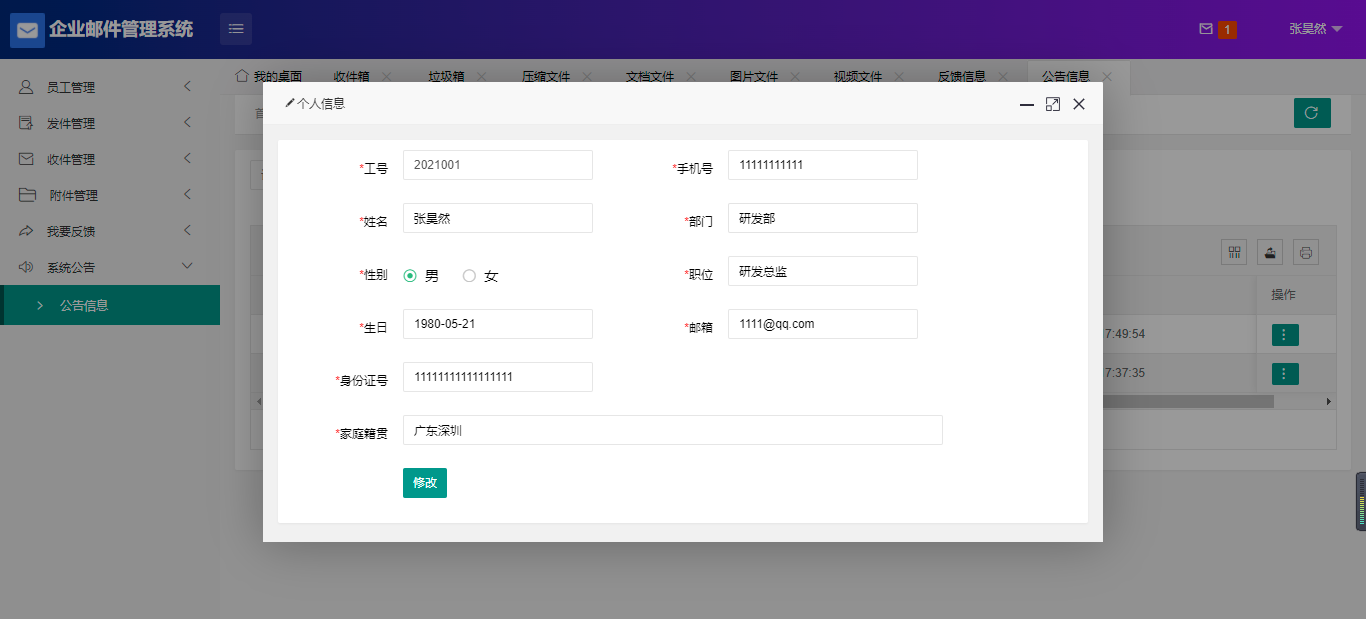 企业邮件管理系统
1
张昊然
我的桌面 收件箱 垃圾箱 压缩文件 文档文件 图片文件 视频文件 反馈信息 公告信息
员工管理
发件管理
收件管理
附件管理
我要反馈
系统公告
公告信息
个人信息
*工号 2021001 *手机号 11111111111
*姓名 张昊然 *部门 研发部
*性别 男 女 *职位 研发总监
*生日 1980-05-21 *邮箱 1111@qq.com
*身份证号 11111111111111111
*家庭籍贯 广东深圳
修改
操作
7:49:54
7:37:35